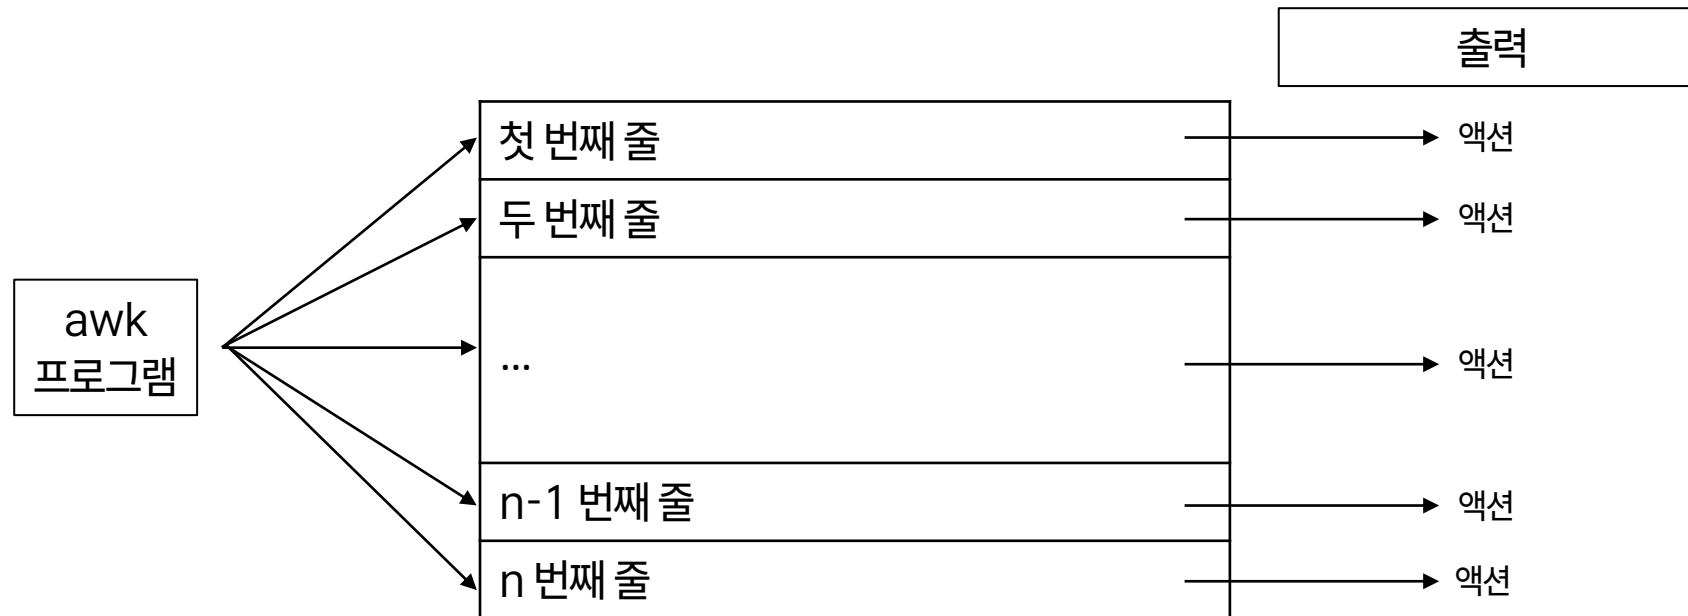 출력
첫 번째 줄
액션
두 번째 줄
액션
awk
프로그램
...
액션
n-1 번째 줄
액션
n 번째 줄
액션